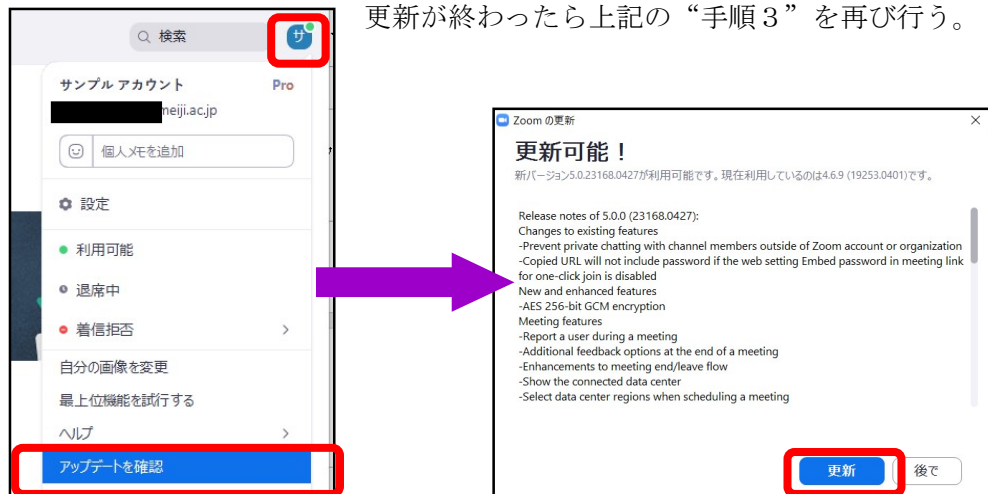 更新が終わったら上記の“手順３”を再び行う。
検索
サ
サンプル アカウント Pro
meiji.ac.jp
個人メモを追加
設定
利用可能
退席中
着信拒否
自分の画像を変更
最上位機能を試行する
ヘルプ
アップデートを確認
Zoom の更新
更新可能！
新バージョン5.0.23168.0427が利用可能です。現在利用しているのは4.6.9 (19253.0401)です。
Release notes of 5.0.0 (23168.0427):
Changes to existing features
-Prevent private chatting with channel members outside of Zoom account or organization
-Copied URL will not include password if the web setting Embed password in meeting link
for one-click join is disabled
New and enhanced features
-AES 256-bit GCM encryption
Meeting features
-Report a user during a meeting
-Additional feedback options at the end of a meeting
-Enhancements to meeting end/leave flow
-Show the connected data center
-Select data center regions when scheduling a meeting
更新 後で